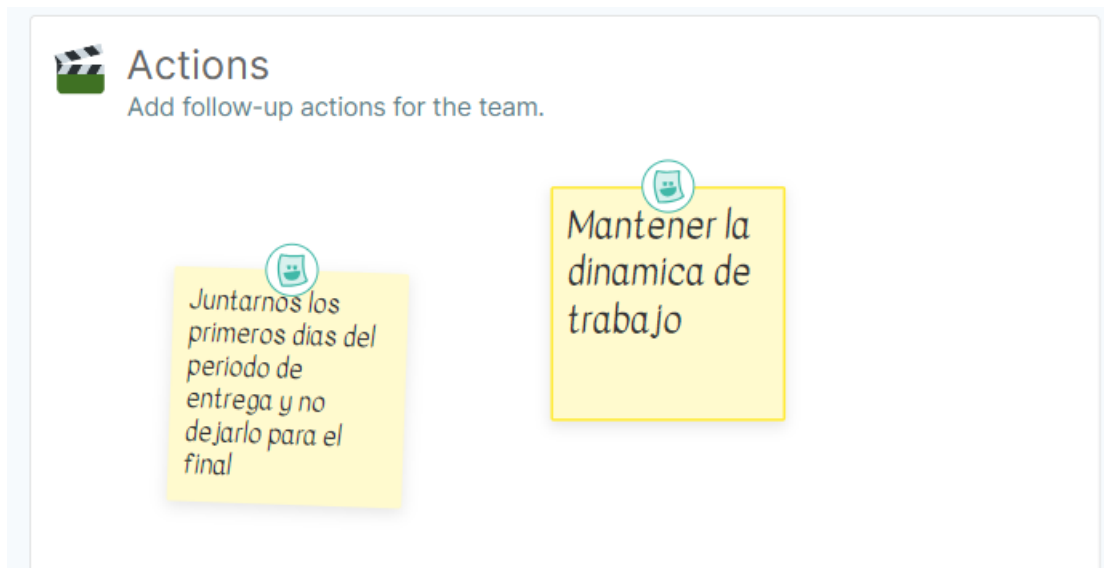 Actions
Add follow-up actions for the team.
Juntarnos los
primeros dias del
periodo de
entrega y no
dejarlo para el
final
Mantener la
dinamica de
trabajo